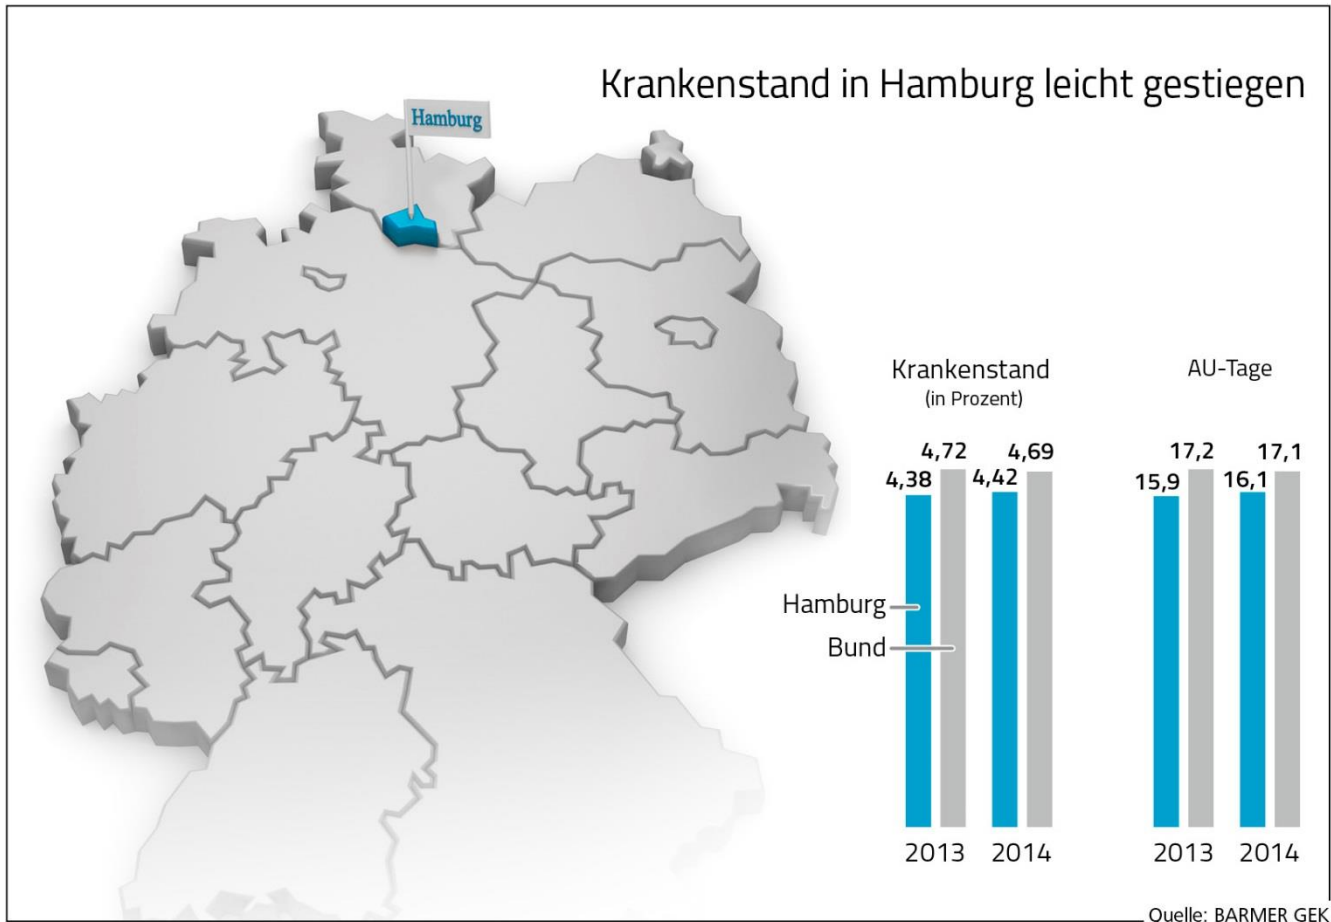 Krankenstand in Hamburg leicht gestiegen
Hamburg
Krankenstand
(in Prozent)
4,38
4,72
4,42
4,69
Hamburg
Bund
2013
2014
AU-Tage
15,9
17,2
16,1
17,1
2013
2014
Quelle: BARMER GEK